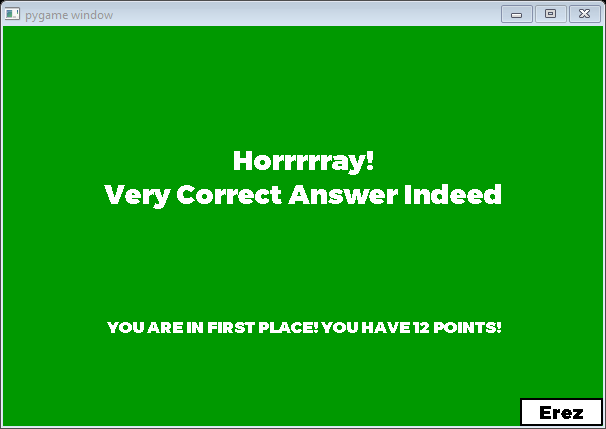 pygame window
Horrrrray!
Very Correct Answer Indeed
YOU ARE IN FIRST PLACE! YOU HAVE 12 POINTS!
Erez